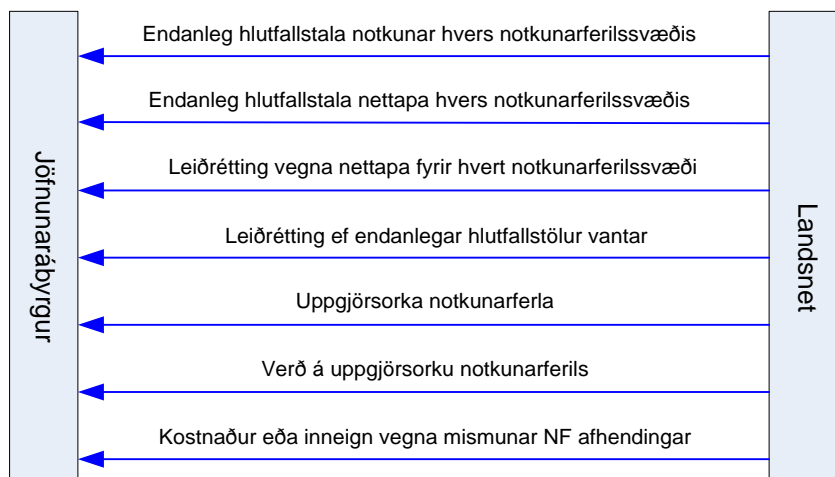 Endanleg hlutfallstala notkunar hvers notkunarferilssvæðis
Endanleg hlutfallstala nettapa hvers notkunarferilssvæðis
Leiðrétting vegna nettapa fyrir hvert notkunarferilssvæði
Leiðrétting ef endanlegar hlutfallstölur vantar
Uppgjörsorka notkunarferla
Verð á uppgjörsorku notkunarferils
Kostnaður eða inneign vegna mismunar NF afhendingar
Jöfnunarábyrgur
Landsnet